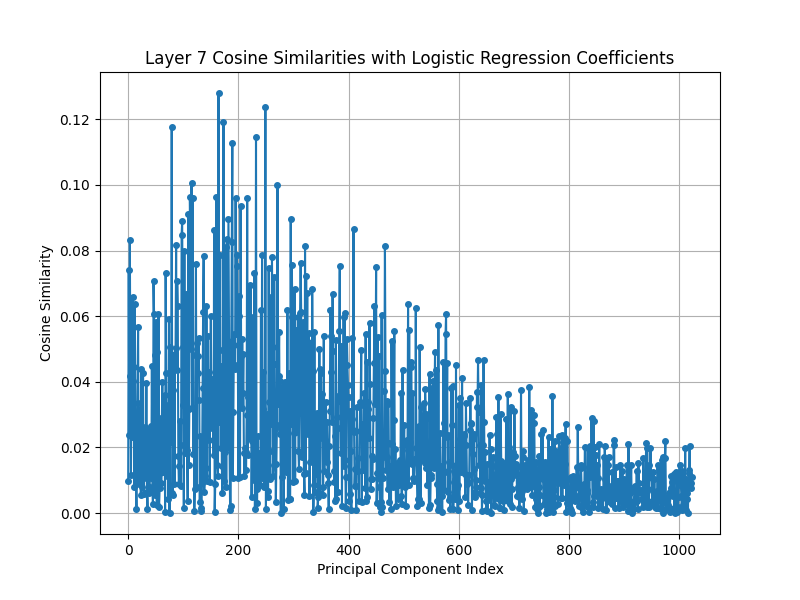 Layer 7 Cosine Similarities with Logistic Regression Coefficients
0.12
0.10
0.08
0.06
0.04
0.02
0.00
Cosine Similarity
0 200 400 600 800 1000
Principal Component Index